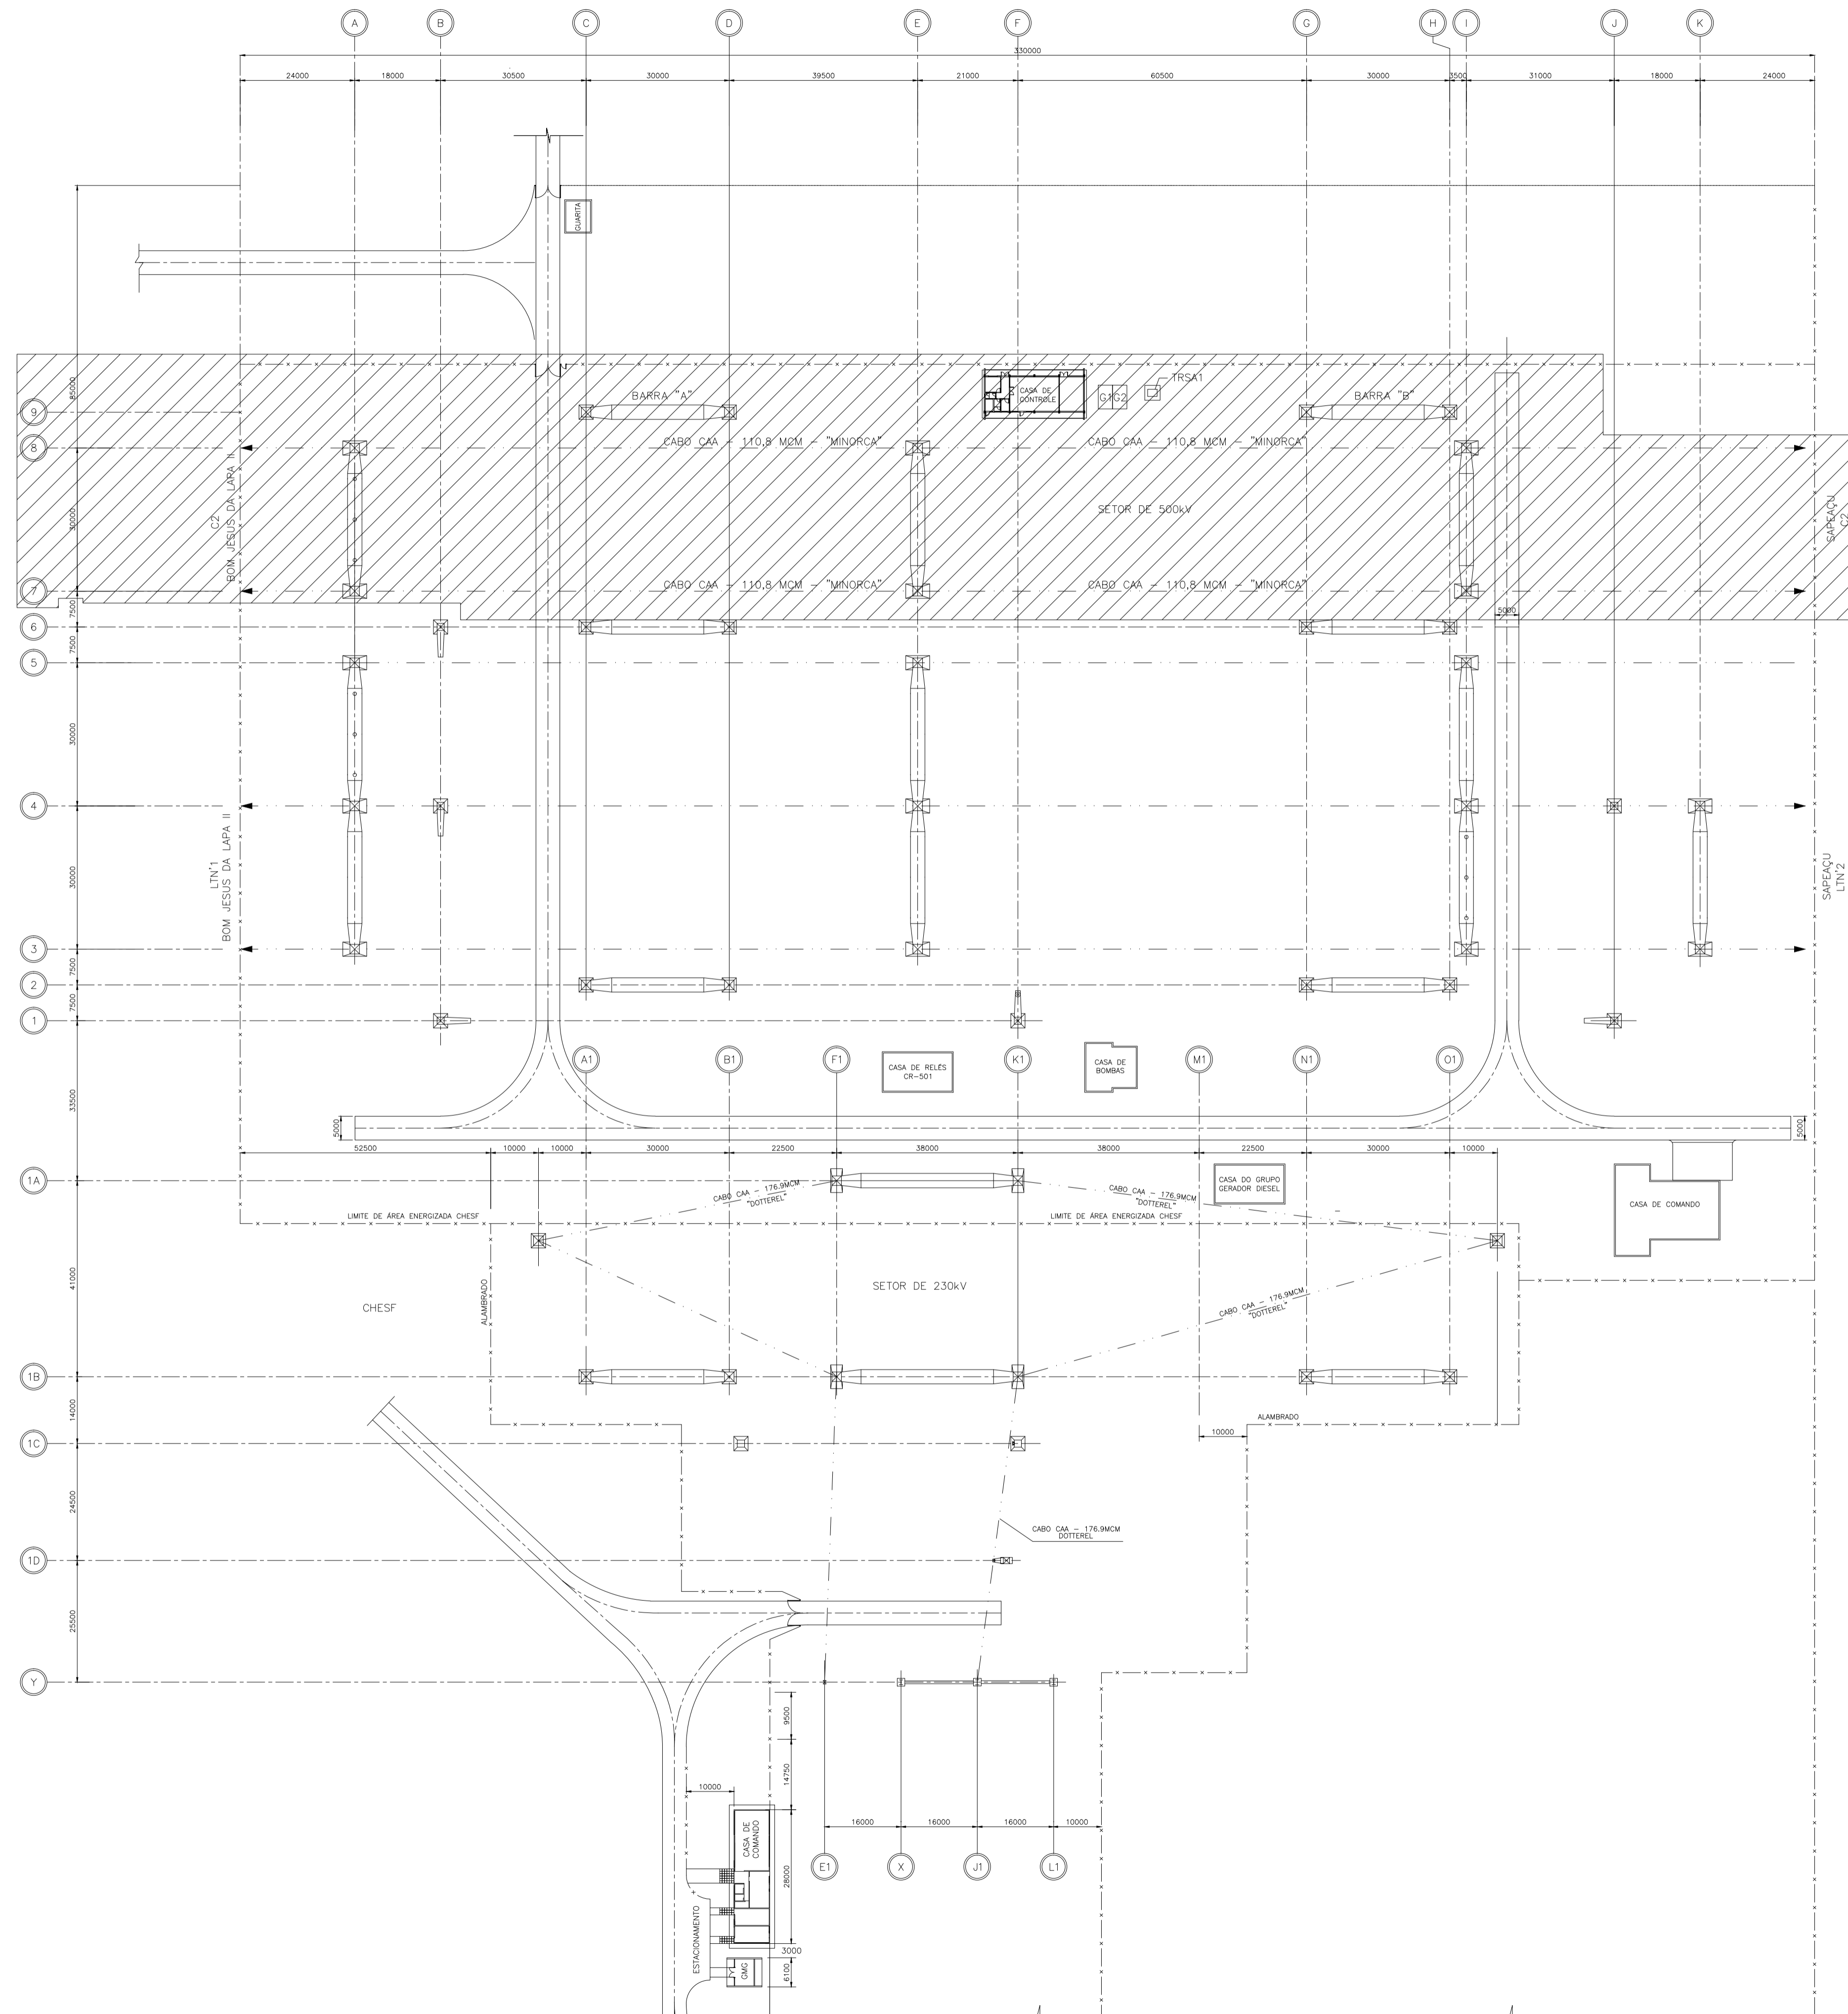 A
B
C
D
E
F
G
H
I
J
K
330000
24000
18000
30500
30000
39500
21000
60500
30000
3500
31000
18000
24000
GUARITA
85000
9
BARRA "A"
CASA DE
CONTROLE
G1
G2
TRSA1
BARRA "B"
8
CABO CAA - 110,8 MCM - "MINORCA"
CABO CAA - 110,8 MCM - "MINORCA"
C2
BOM JESUS DA LAPA II
30000
SETOR DE 500kV
SAPEAÇU
C2
7
CABO CAA - 110,8 MCM - "MINORCA"
CABO CAA - 110,8 MCM - "MINORCA"
7500
5000
6
7500
5
30000
4
LTN°1
BOM JESUS DA LAPA II
30000
SAPEAÇU
LTN°2
3
7500
2
7500
1
A1
B1
F1
CASA DE RELÉS
CR-501
K1
CASA DE
BOMBAS
M1
N1
O1
33500
5000
5000
52500
10000
10000
30000
22500
38000
38000
22500
30000
10000
1A
CABO CAA - 176.9MCM
"DOTTEREL"
CABO CAA - 176.9MCM
"DOTTEREL"
CASA DO GRUPO
GERADOR DIESEL
CASA DE COMANDO
LIMITE DE ÁREA ENERGIZADA CHESF
LIMITE DE ÁREA ENERGIZADA CHESF
41000
ALAMBRADO
SETOR DE 230kV
CHESF
CABO CAA - 176.9MCM
"DOTTEREL"
1B
14000
ALAMBRADO
10000
1C
24500
CABO CAA - 176.9MCM
DOTTEREL
1D
25500
Y
9500
14750
10000
CASA DE
COMANDO
28000
16000
16000
16000
10000
E1
X
J1
L1
ESTACIONAMENTO
3000
GMG
6100